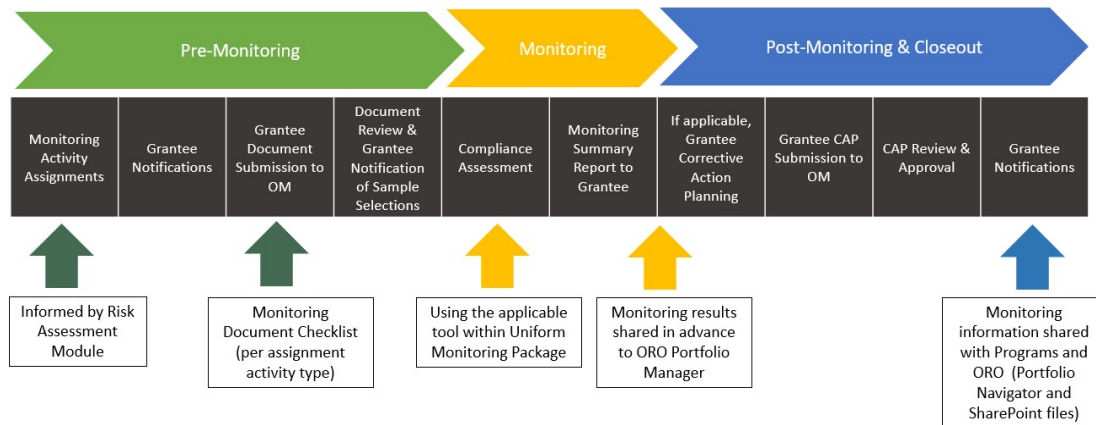 Pre-Monitoring
Monitoring
Post-Monitoring & Closeout
Monitoring
Activity
Assignments
Grantee
Notifications
Grantee
Document
Submission to
OM
Document
Review &
Grantee
Notification
of Sample
Selections
Compliance
Assessment
Monitoring
Summary
Report to
Grantee
If applicable,
Grantee
Corrective
Action
Planning
Grantee CAP
Submission to
OM
CAP Review &
Approval
Grantee
Notifications
Informed by Risk
Assessment
Module
Monitoring
Document Checklist
(per assignment
activity type)
Using the applicable
tool within Uniform
Monitoring Package
Monitoring results
shared in advance
to ORO Portfolio
Manager
Monitoring
information shared
with Programs and
ORO (Portfolio
Navigator and
SharePoint files)